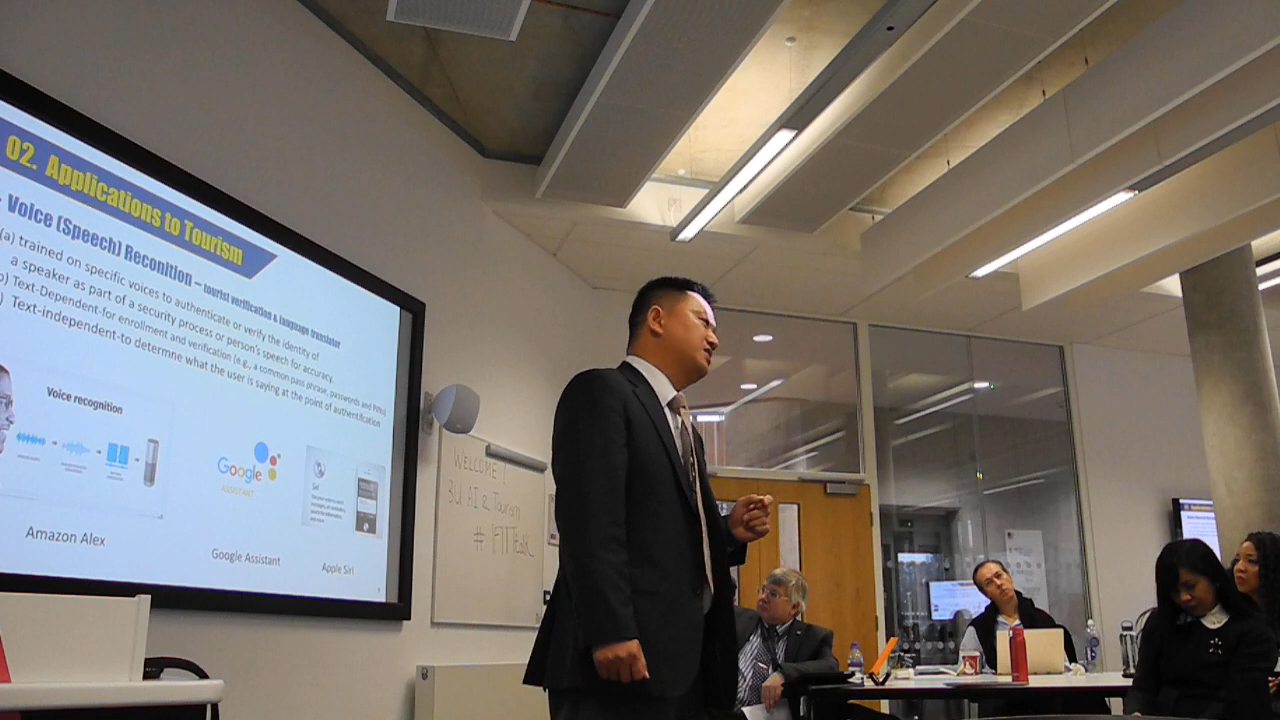 02. Applications to Tourism
Voice (Speech) Reconition – tourist verification & language translator
(a) trained on specific voices to authenticate or verify the identity of
a speaker as part of a security process or person's speech for accuracy.
) Text-Dependent-for enrollment and verification (e.g., a common pass phrase, passwords and PINs)
) Text-independent-to determne what the user is saying at the point of authentification
Voice recognition
Google
ASSISTANT
Siri
Amazon Alex
Google Assistant
Apple Siri
WELCOME!
BU AI & Tourism
# iFITTtalk